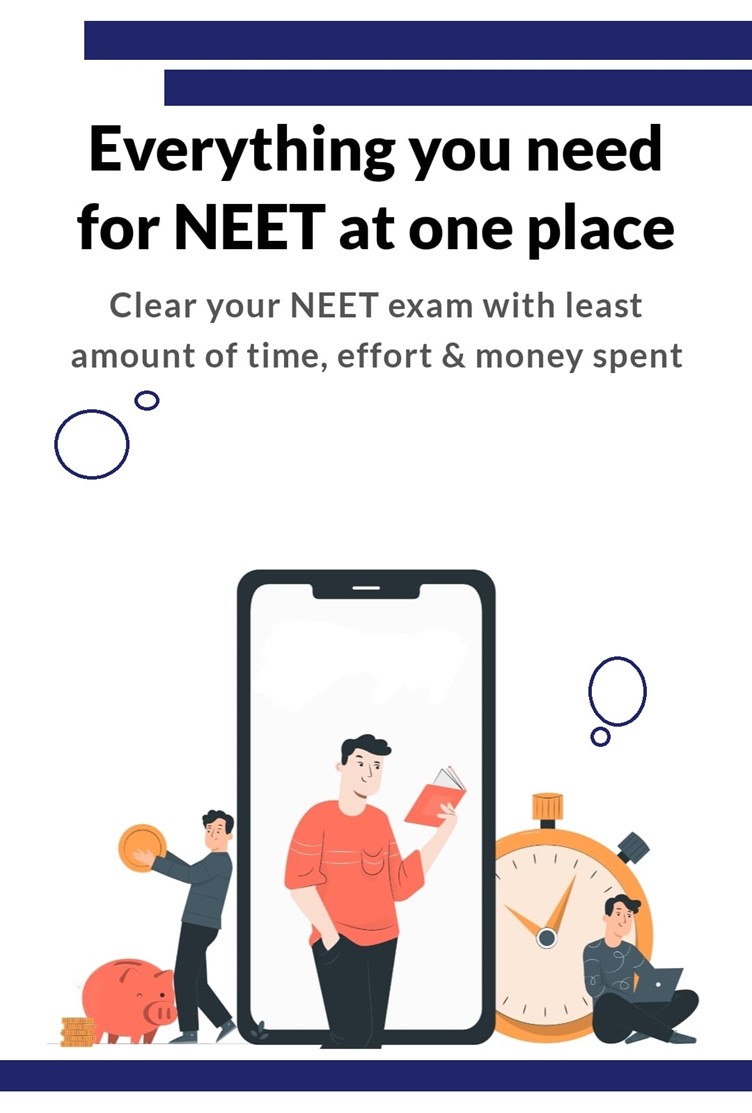 Everything you need
for NEET at one place
Clear your NEET exam with least
amount of time, effort & money spent